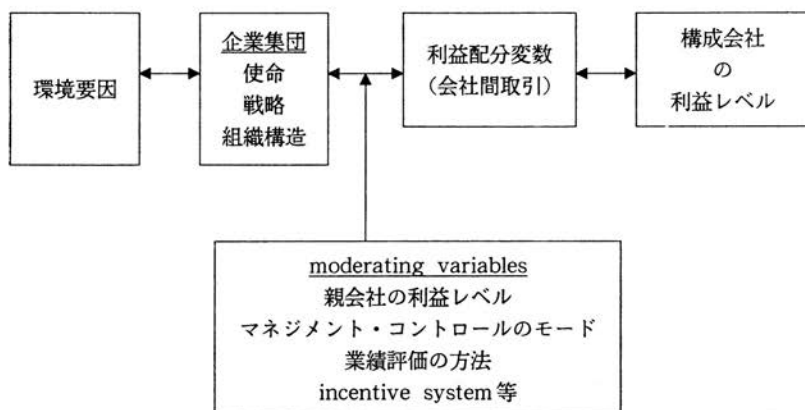 環境要因
企業集団
使命
戦略
組織構造
利益配分変数
（会社間取引）
構成会社
の
利益レベル
moderating variables
親会社の利益レベル
マネジメント・コントロールのモード
業績評価の方法
incentive system 等